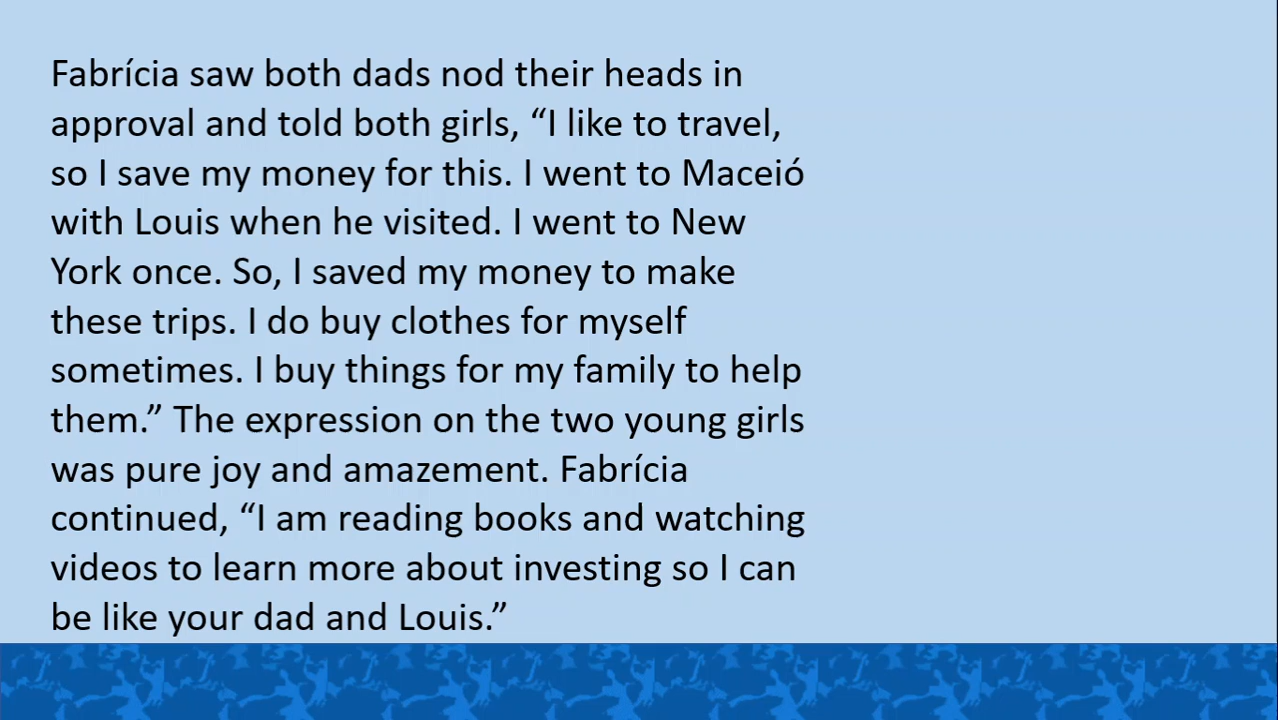 Fabrícia saw both dads nod their heads in
approval and told both girls, “I like to travel,
so I save my money for this. I went to Maceió
with Louis when he visited. I went to New
York once. So, I saved my money to make
these trips. I do buy clothes for myself
sometimes. I buy things for my family to help
them.” The expression on the two young girls
was pure joy and amazement. Fabrícia
continued, “I am reading books and watching
videos to learn more about investing so I can
be like your dad and Louis.”